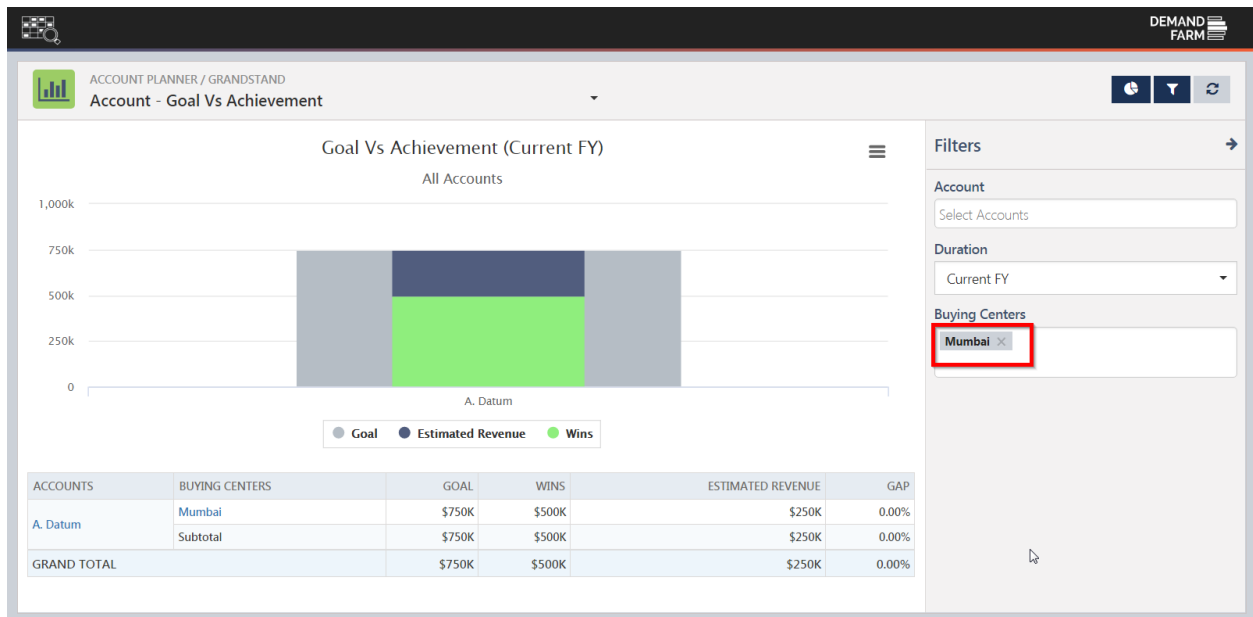 DEMAND
FARM
ACCOUNT PLANNER / GRANDSTAND
Account - Goal Vs Achievement
Goal Vs Achievement (Current FY)
All Accounts
1,000k
750k
500k
250k
0
A. Datum
Goal Estimated Revenue Wins
ACCOUNTS BUYING CENTERS GOAL WINS ESTIMATED REVENUE GAP
A. Datum Mumbai $750K $500K $250K 0.00%
Subtotal $750K $500K $250K 0.00%
GRAND TOTAL $750K $500K $250K 0.00%
Filters
Account
Select Accounts
Duration
Current FY
Buying Centers
Mumbai ×